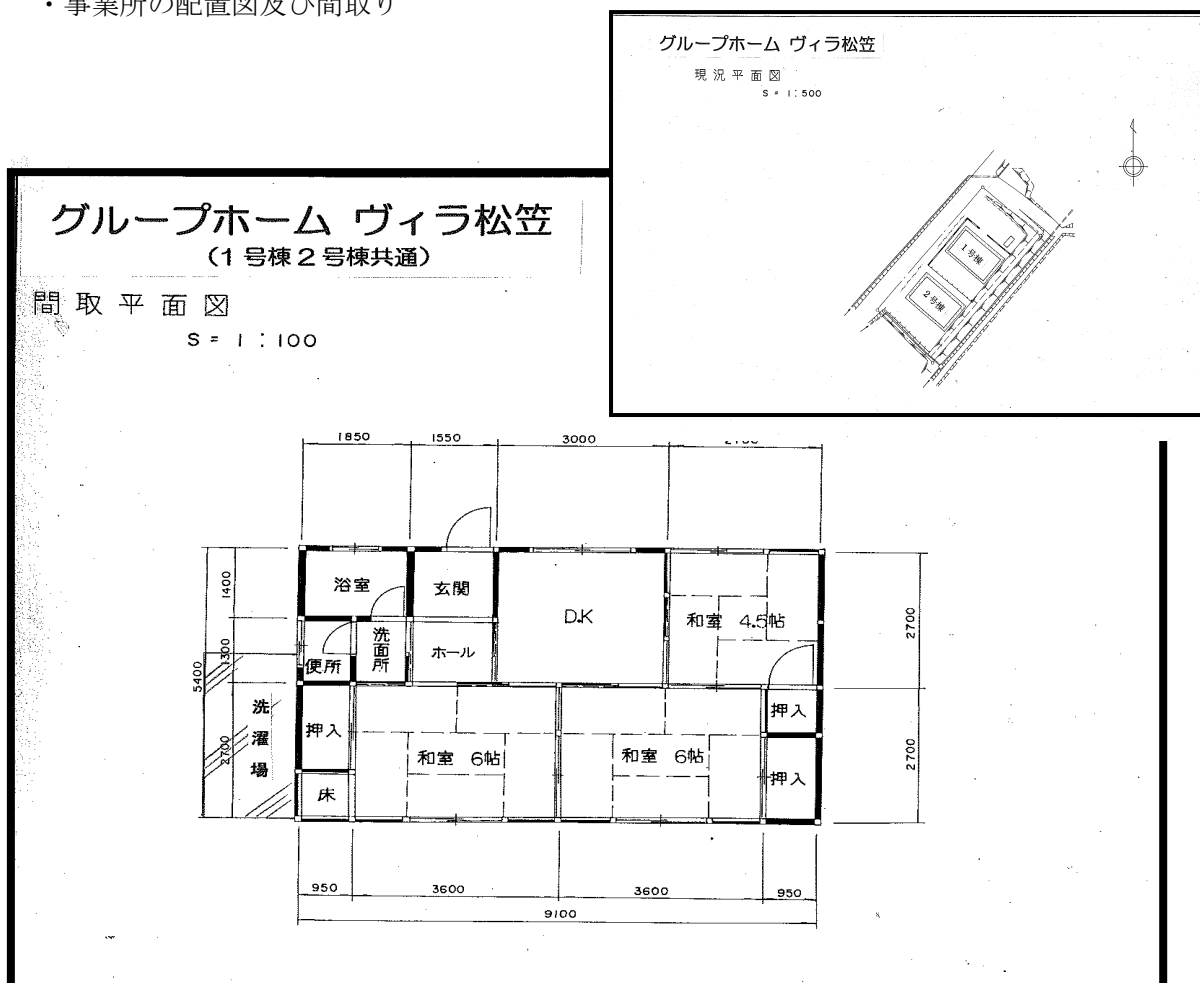 ・事業所の配置図及び間取り
グループホーム ヴィラ松笠
現況平面図
S = 1:500
1号棟
2号棟
グループホーム ヴィラ松笠
(1号棟2号棟共通)
間取平面図
S = 1:100
1850 1550 3000
浴室 玄関 D.K 和室 4.5帖
便所 洗面所 ホール
押入 和室 6帖 和室 6帖 押入
床 押入
洗濯場
1400
1300
2700
5400
2700
2700
950 3600 3600 950
9100